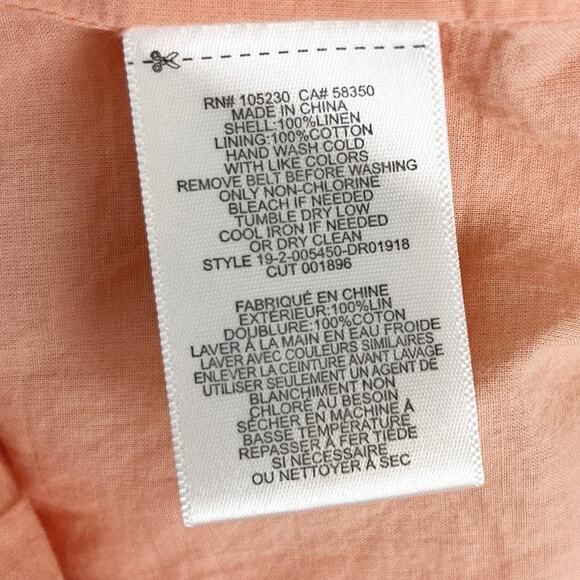 RN# 105230 CA# 58350
MADE IN CHINA
SHELL:100%LINEN
LINING:100%COTTON
HAND WASH COLD
WITH LIKE COLORS
REMOVE BELT BEFORE WASHING
ONLY NON-CHLORINE
BLEACH IF NEEDED
TUMBLE DRY LOW
COOL IRON IF NEEDED
OR DRY CLEAN
STYLE 19-2-005450-DR01918
CUT 001896
FABRIQUÉ EN CHINE
EXTÉRIEUR:100%LIN
DOUBLURE:100%COTON
LAVER À LA MAIN EN EAU FROIDE
LAVER AVEC COULEURS SIMILAIRES
ENLEVER LA CEINTURE AVANT LAVAGE
UTILISER SEULEMENT UN AGENT DE
BLANCHIMENT NON
CHLORÉ AU BESOIN
SÉCHER EN MACHINE À
BASSE TEMPÉRATURE
REPASSER À FER TIÈDE
SI NÉCESSAIRE
OU NETTOYER À SEC